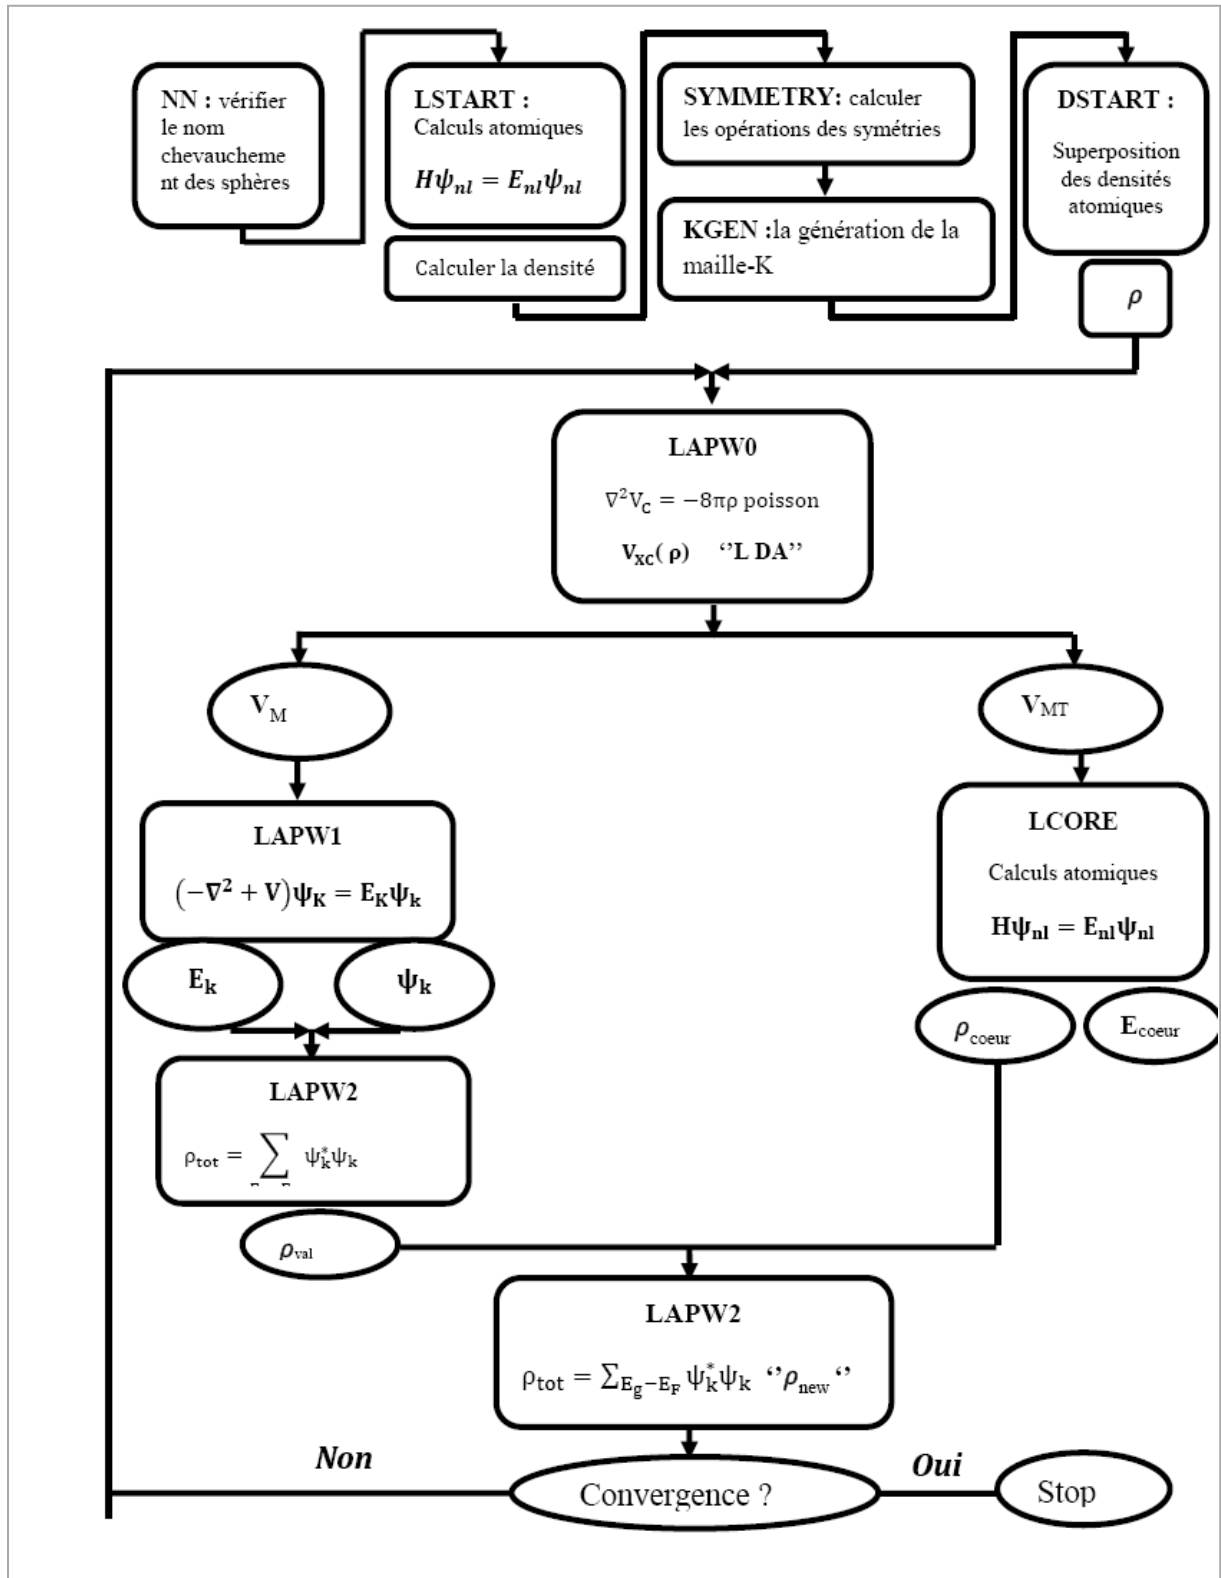 NN : vérifier
le nom
chevaucheme
nt des sphères
LSTART :
Calculs atomiques
Hψnl = Enlψnl
Calculer la densité
SYMMETRY: calculer
les opérations des symétries
KGEN :la génération de la
maille-K
DSTART :
Superposition
des densités
atomiques
ρ
LAPW0
∇²VC = −8πρ poisson
VXC( ρ) ‘’L DA’’
VM
VMT
LAPW1
(−∇² + V)ψK = EKψk
Ek
ψk
LCORE
Calculs atomiques
Hψnl = Enlψnl
ρcoeur
Ecoeur
LAPW2
ρtot = ∑ ψk*ψk
ρval
LAPW2
ρtot = ∑Eg−EF ψk*ψk ‘’ρnew ‘’
Non
Oui
Convergence ?
Stop